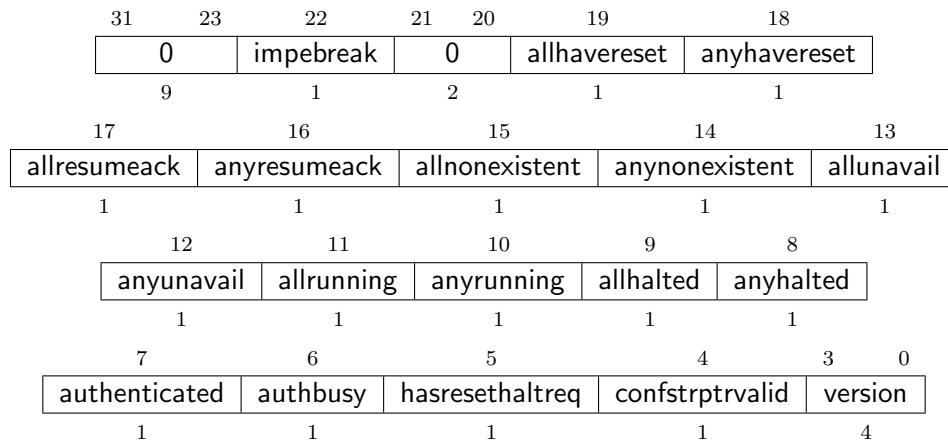 31 23 22 21 20 19 18
0 impebreak 0 allhavereset anyhavereset
9 1 2 1 1
17 16 15 14 13
allresumeack anyresumeack allnonexistent anynonexistent allunavail
1 1 1 1 1
12 11 10 9 8
anyunavail allrunning anyrunning allhalted anyhalted
1 1 1 1 1
7 6 5 4 3 0
authenticated authbusy hasresethaltreq confstrptrvalid version
1 1 1 1 4